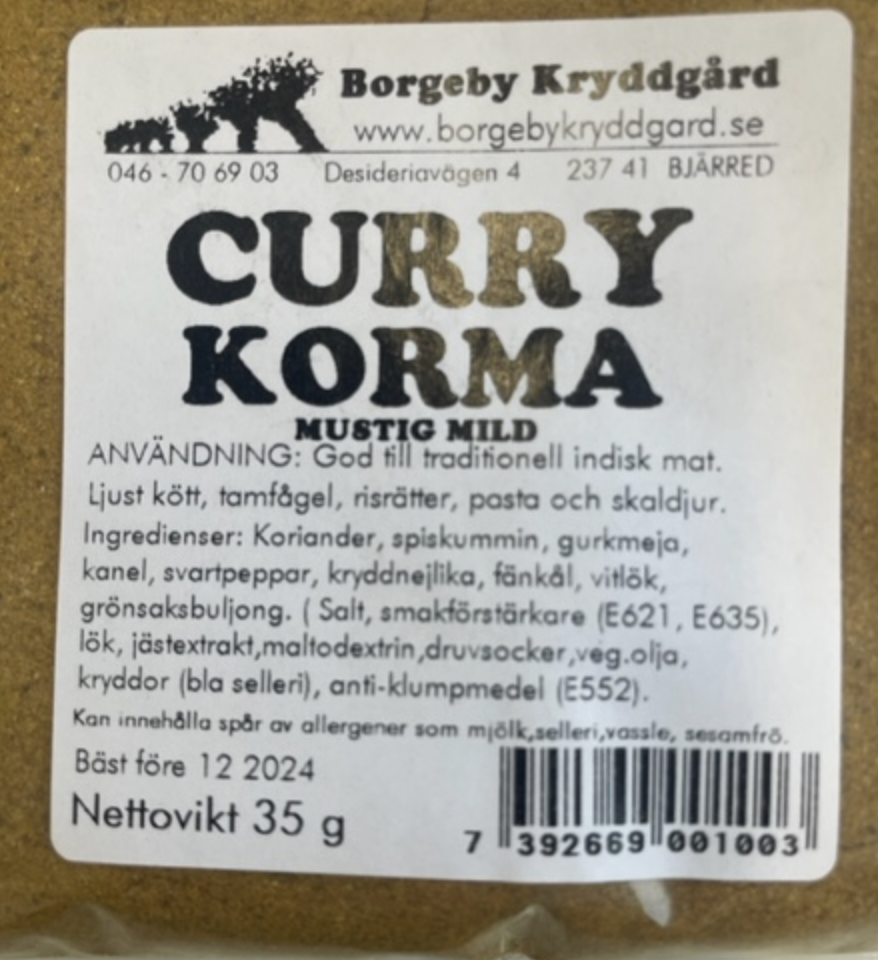 Borgeby Kryddgård
www.borgebykryddgard.se
046 - 70 69 03 Desideriavägen 4 237 41 BJÄRRED
CURRY
KORMA
MUSTIG MILD
ANVÄNDNING: God till traditionell indisk mat.
Ljust kött, tamfågel, risrätter, pasta och skaldjur.
Ingredienser: Koriander, spiskummin, gurkmeja,
kanel, svartpeppar, kryddnejlika, fänkål, vitlök,
grönsaksbuljong. ( Salt, smakförstärkare (E621, E635),
lök, jästextrakt,maltodextrin,druvsocker,veg.olja,
kryddor (bla selleri), anti-klumpmedel (E552).
Kan innehålla spår av allergener som mjölk,selleri,vassle, sesamfrö.
Bäst före 12 2024
Nettovikt 35 g
7 392669 001003